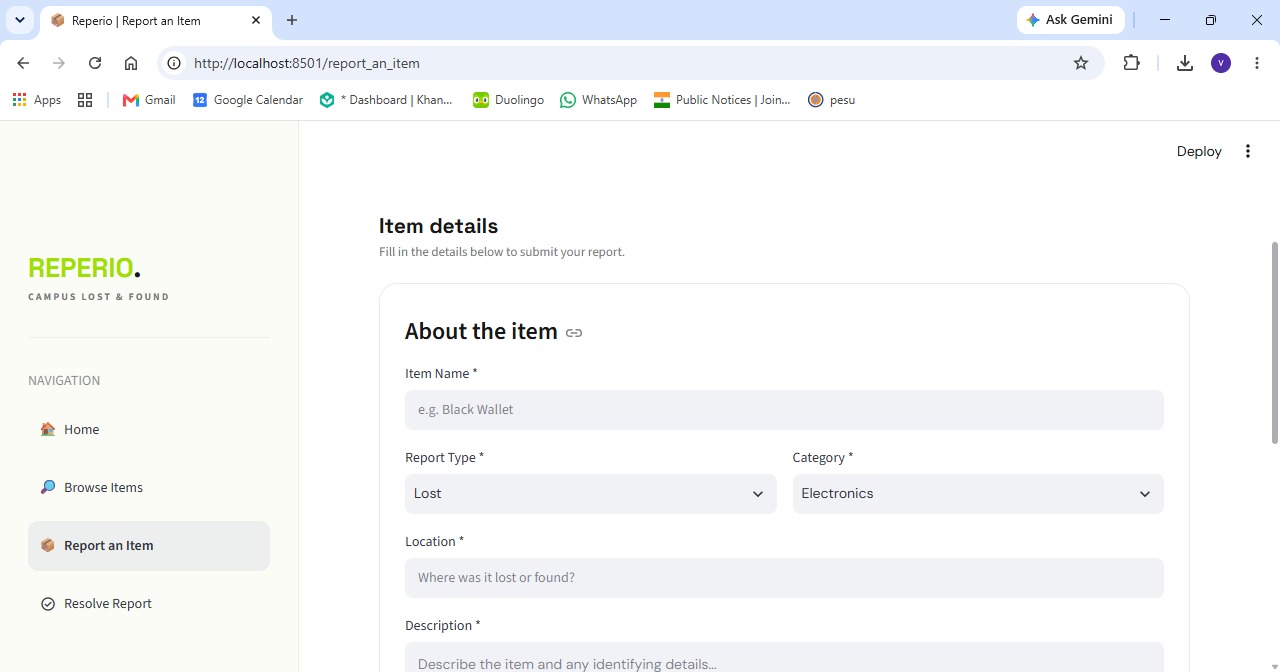 Reperio | Report an Item
Ask Gemini
http://localhost:8501/report_an_item
V
Apps
Gmail
12
Google Calendar
* Dashboard | Khan...
Duolingo
WhatsApp
Public Notices | Join...
pesu
Deploy
REPERIO.
CAMPUS LOST & FOUND
NAVIGATION
Home
Browse Items
Report an Item
Resolve Report
Item details
Fill in the details below to submit your report.
About the item
Item Name *
e.g. Black Wallet
Report Type * Category *
Lost Electronics
Location *
Where was it lost or found?
Description *
Describe the item and any identifying details...